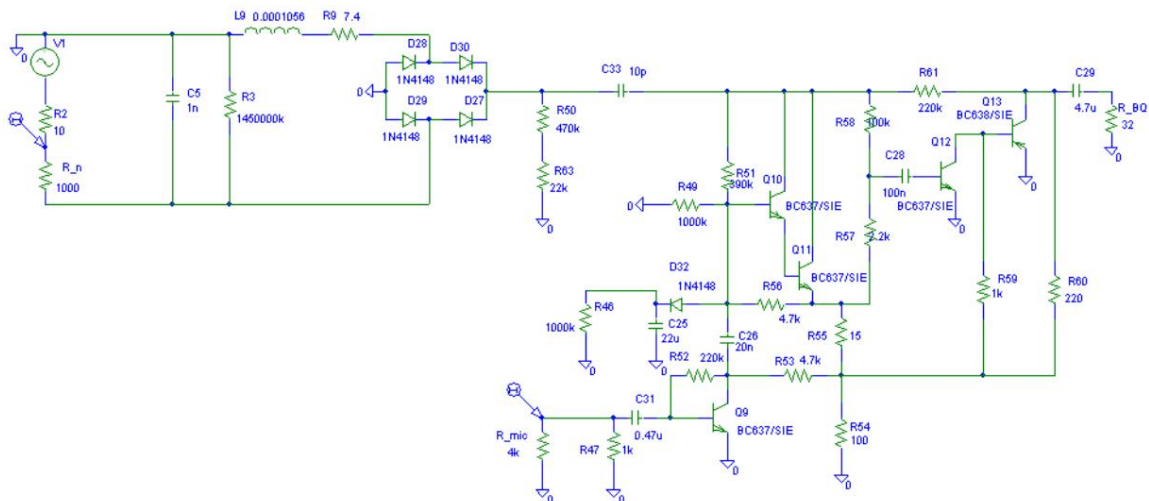 L9 0.0001056 R9 7.4
0
V1
C5
1n
R3
1450000k
R2
10
R_n
1000
D28
1N4148
D30
1N4148
0
D29
1N4148
D27
1N4148
R50
470k
R63
22k
0
C33
10p
R61
220k
C29
4.7u
R_BQ
32
0
R58
100k
Q13
BC638/SIE
0
Q12
BC637/SIE
0
C28
100n
R51
390k
Q10
BC637/SIE
R49
1000k
0
R57
2.2k
Q11
BC637/SIE
D32
1N4148
R56
4.7k
R59
1k
R60
220
R46
1000k
0
C25
22u
0
C26
20n
R55
15
R52 220k
R53 4.7k
C31
0.47u
Q9
BC637/SIE
0
R54
100
0
R_mic
4k
0
R47
1k
0